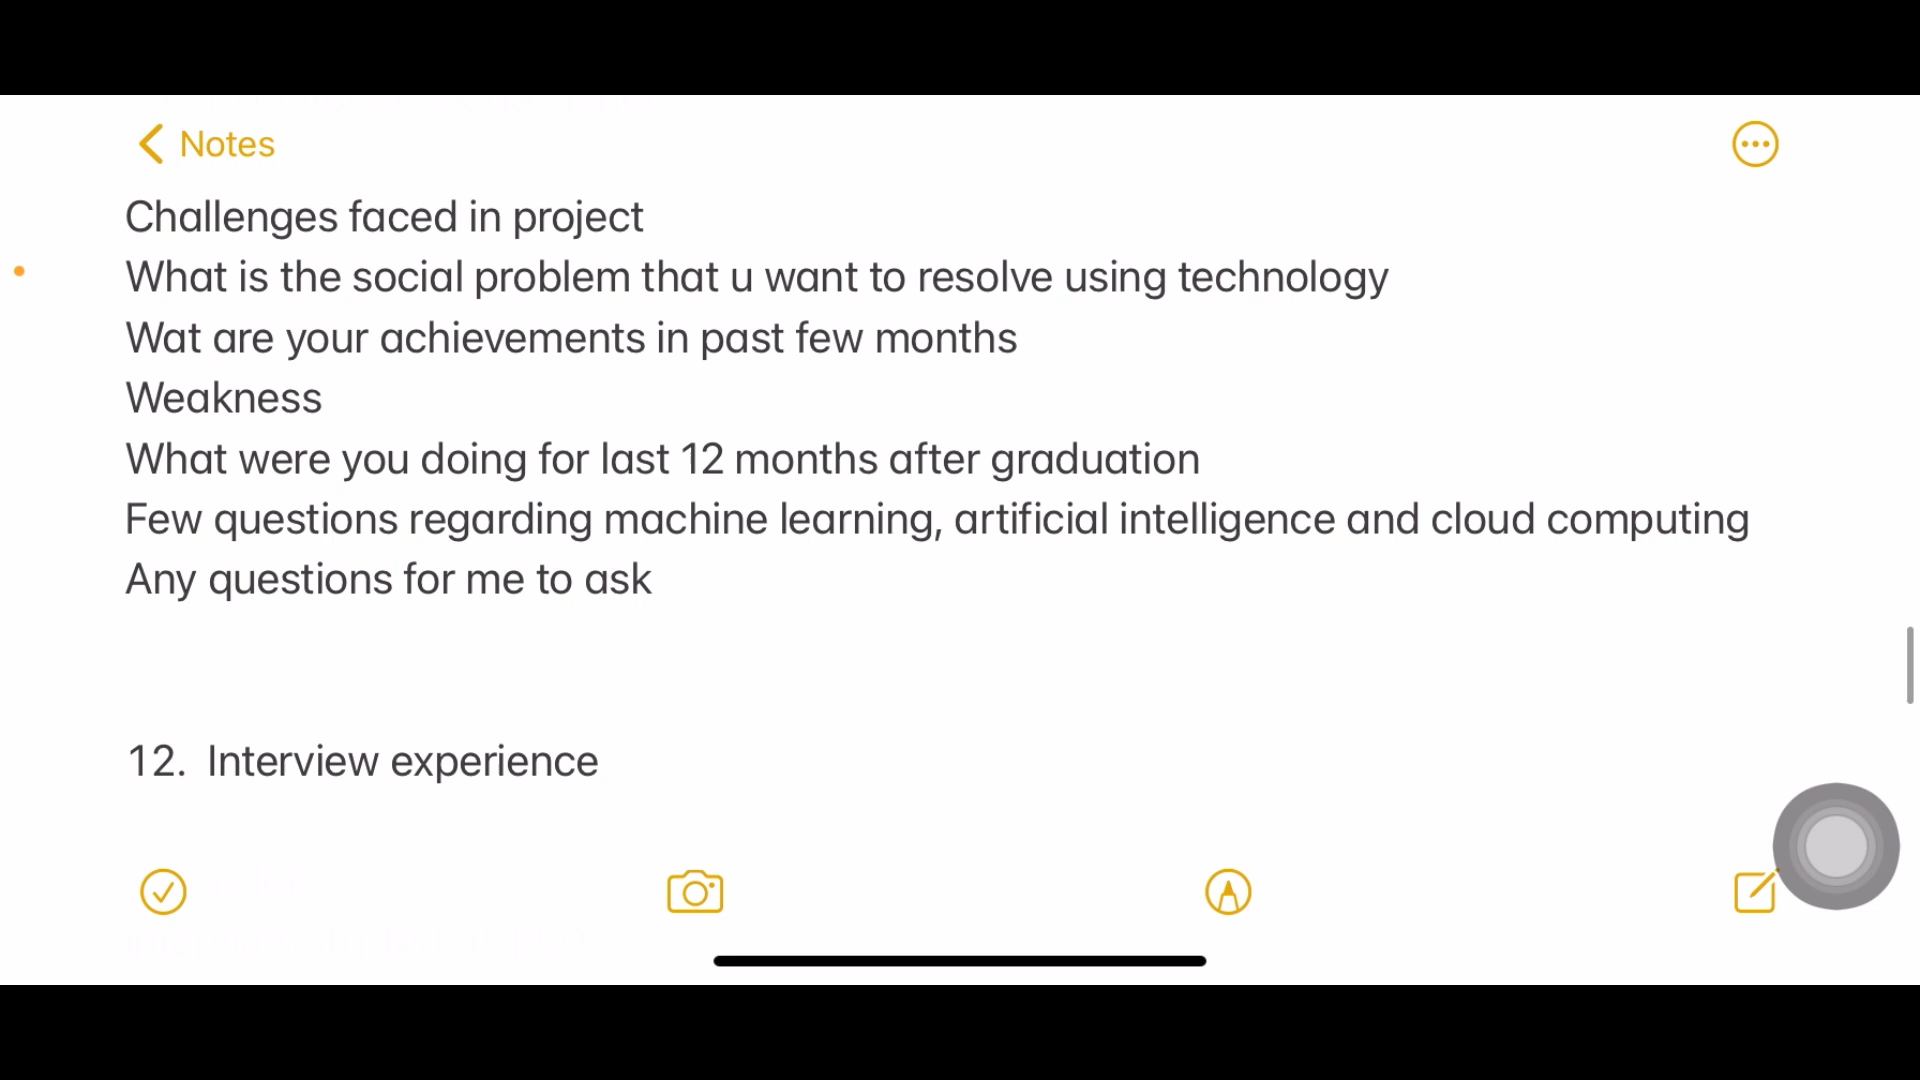 Notes
Challenges faced in project
What is the social problem that u want to resolve using technology
Wat are your achievements in past few months
Weakness
What were you doing for last 12 months after graduation
Few questions regarding machine learning, artificial intelligence and cloud computing
Any questions for me to ask
12. Interview experience